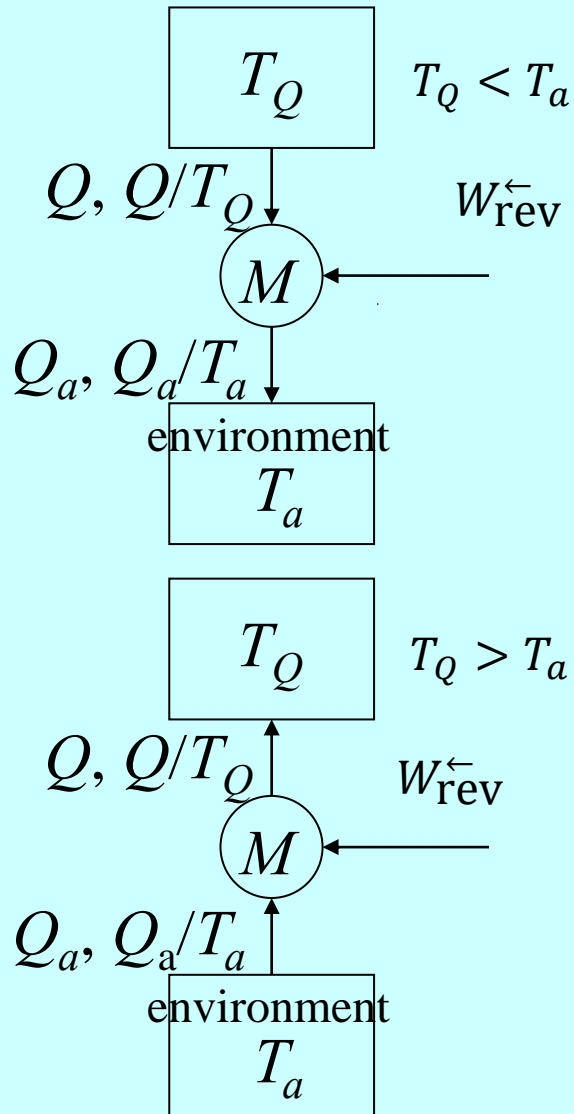 T_Q T_Q < T_a
Q, Q/T_Q W_rev^←
M
Q_a, Q_a/T_a
environment
T_a
T_Q T_Q > T_a
Q, Q/T_Q W_rev^←
M
Q_a, Q_a/T_a
environment
T_a